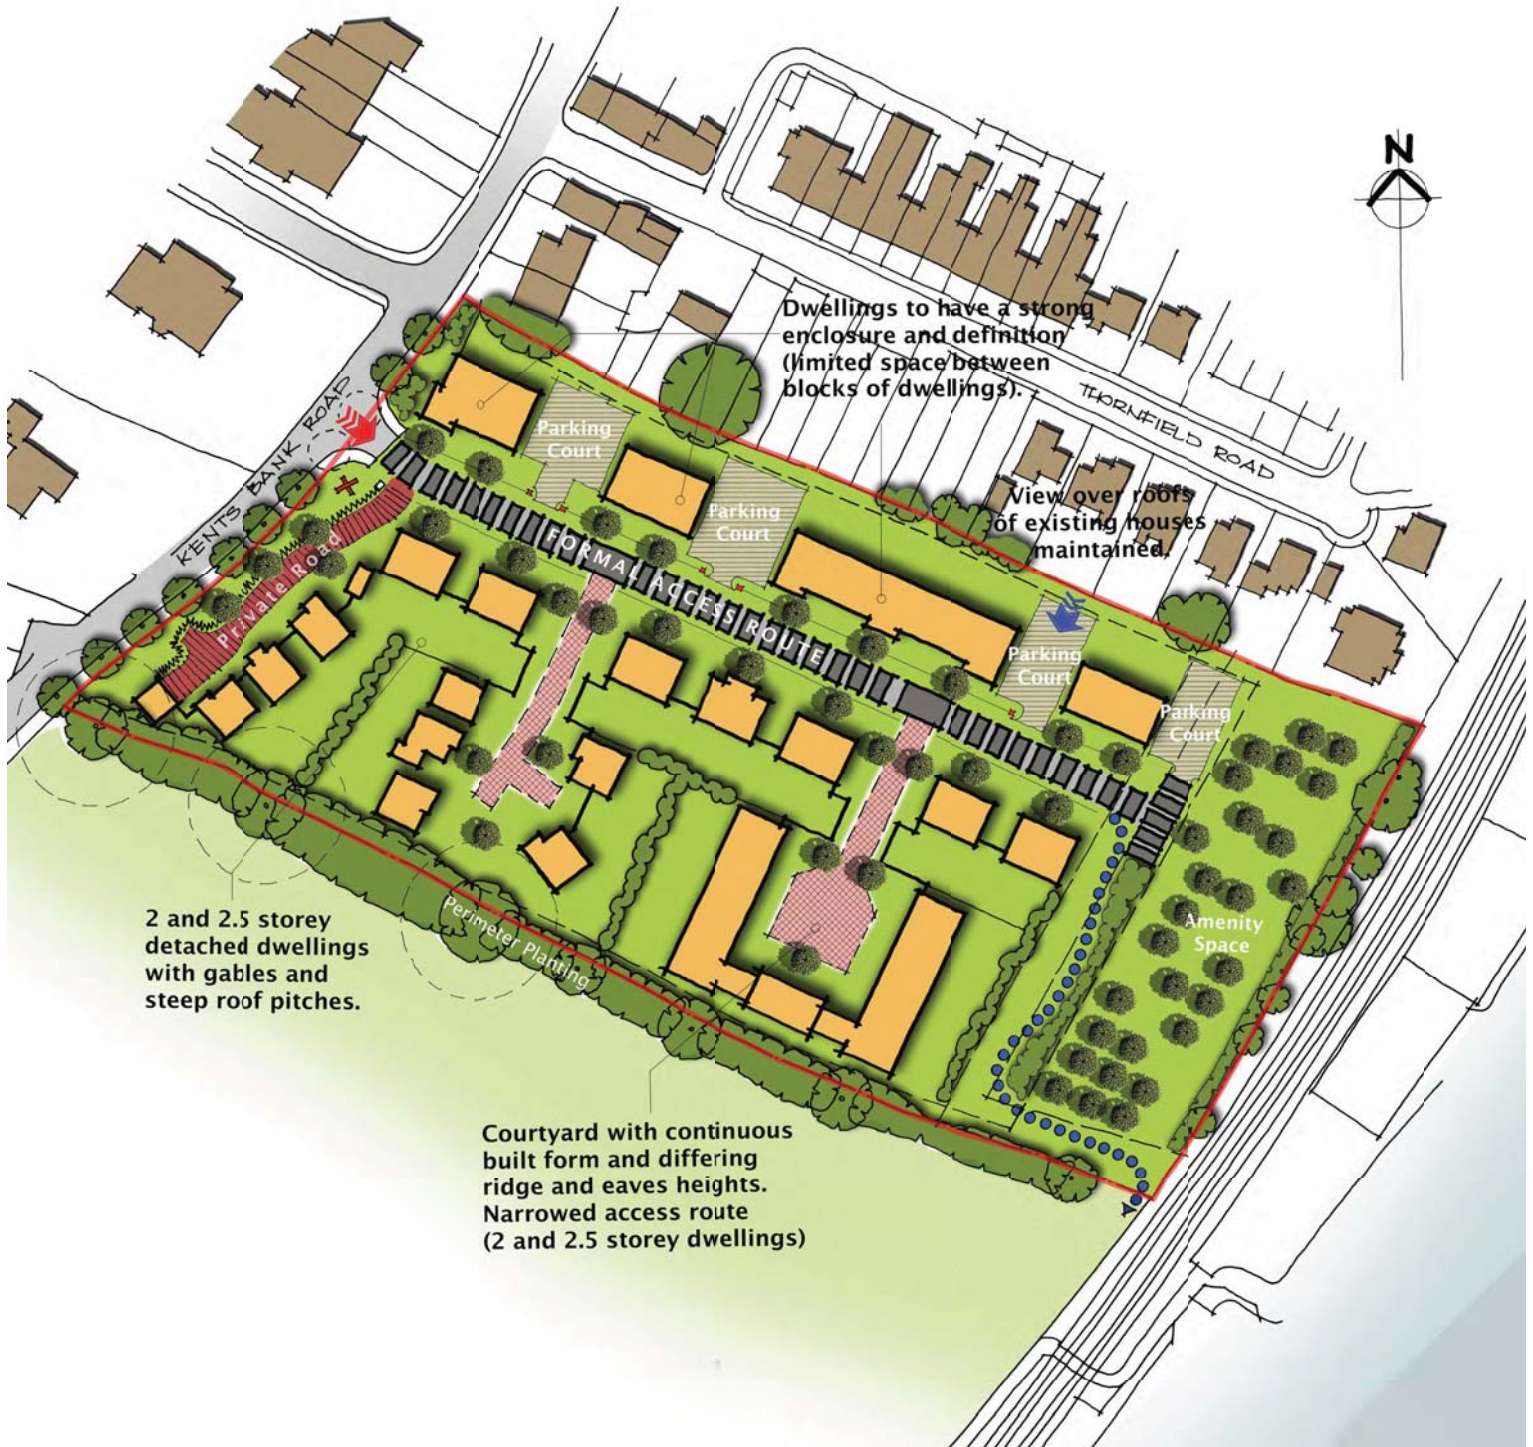 N
Dwellings to have a strong
enclosure and definition
(limited space between
blocks of dwellings).
THORNFIELD ROAD
KENTS BANK ROAD
Parking
Court
Parking
Court
View over roofs
of existing houses
maintained.
FORMAL ACCESS ROUTE
Private Road
Parking
Court
Parking
Court
2 and 2.5 storey
detached dwellings
with gables and
steep roof pitches.
Perimeter Planting
Amenity
Space
Courtyard with continuous
built form and differing
ridge and eaves heights.
Narrowed access route
(2 and 2.5 storey dwellings)